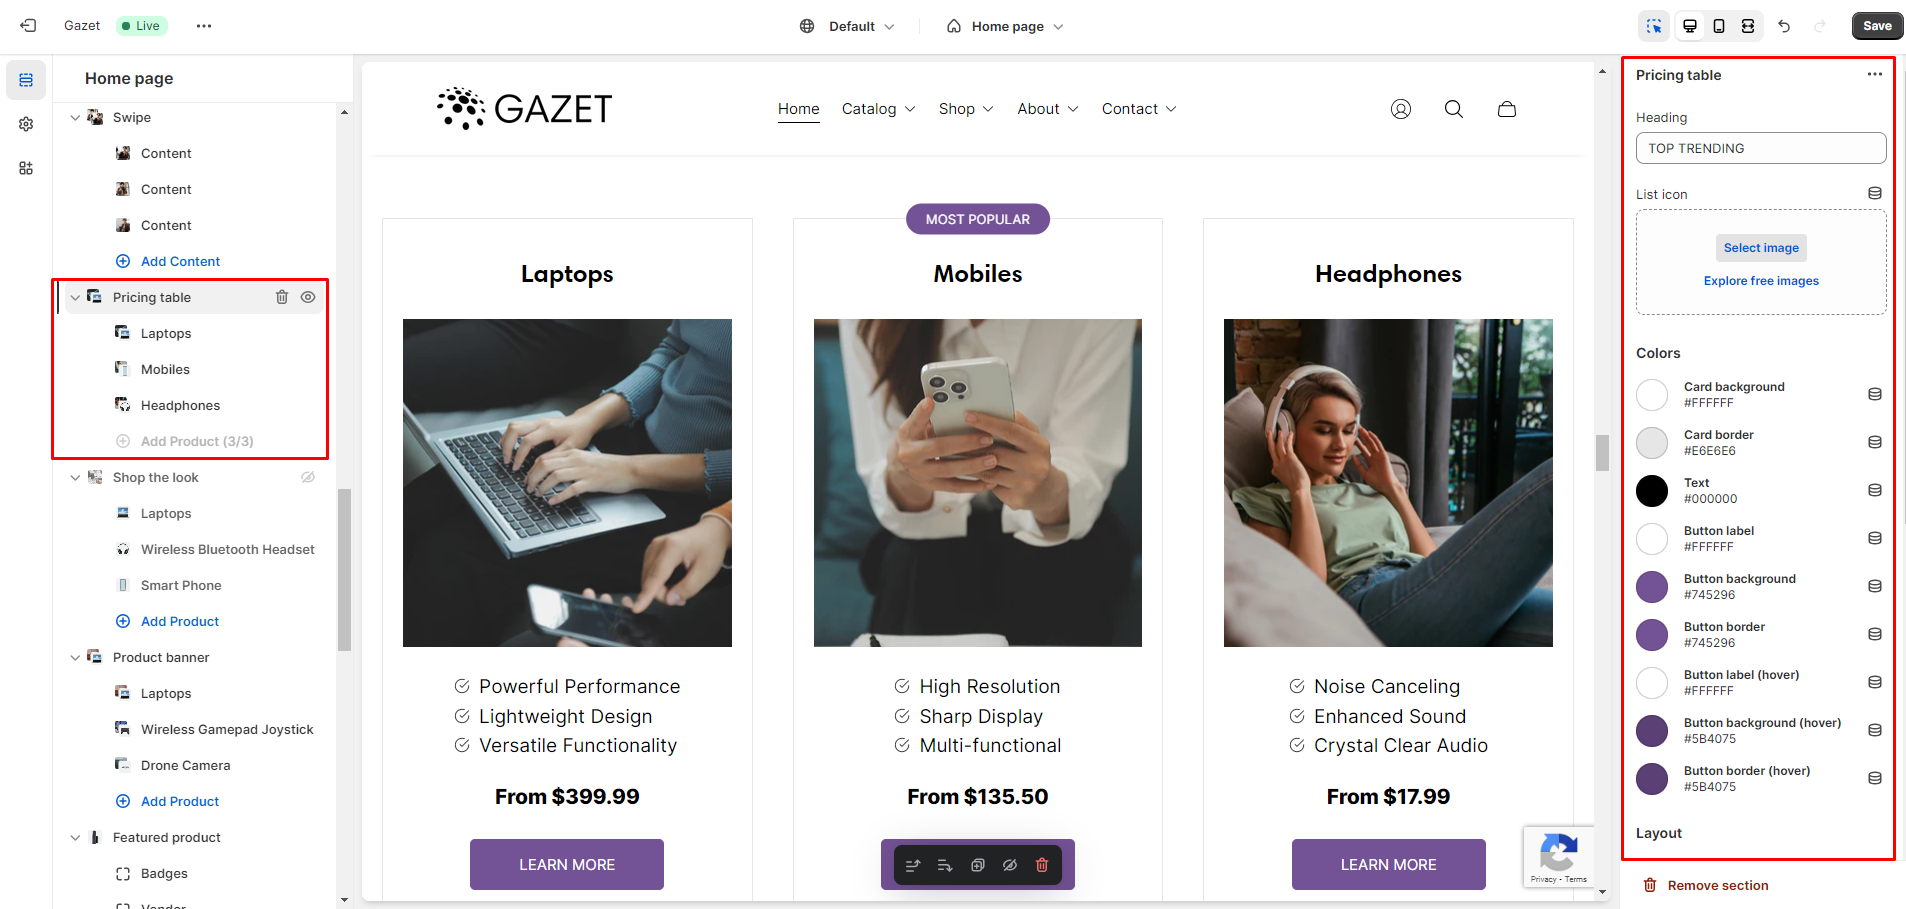 Gazet
Live
Default
Home page
Save
Home page
Swipe
Content
Content
Content
Add Content
Pricing table
Laptops
Mobiles
Headphones
Add Product (3/3)
Shop the look
Laptops
Wireless Bluetooth Headset
Smart Phone
Add Product
Product banner
Laptops
Wireless Gamepad Joystick
Drone Camera
Add Product
Featured product
Badges
Vendor
GAZET
Home Catalog Shop About Contact
Laptops
Powerful Performance
Lightweight Design
Versatile Functionality
From $399.99
LEARN MORE
MOST POPULAR
Mobiles
High Resolution
Sharp Display
Multi-functional
From $135.50
Headphones
Noise Canceling
Enhanced Sound
Crystal Clear Audio
From $17.99
LEARN MORE
Privacy - Terms
Pricing table
Heading
TOP TRENDING
List icon
Select image
Explore free images
Colors
Card background
#FFFFFF
Card border
#E6E6E6
Text
#000000
Button label
#FFFFFF
Button background
#745296
Button border
#745296
Button label (hover)
#FFFFFF
Button background (hover)
#5B4075
Button border (hover)
#5B4075
Layout
Remove section